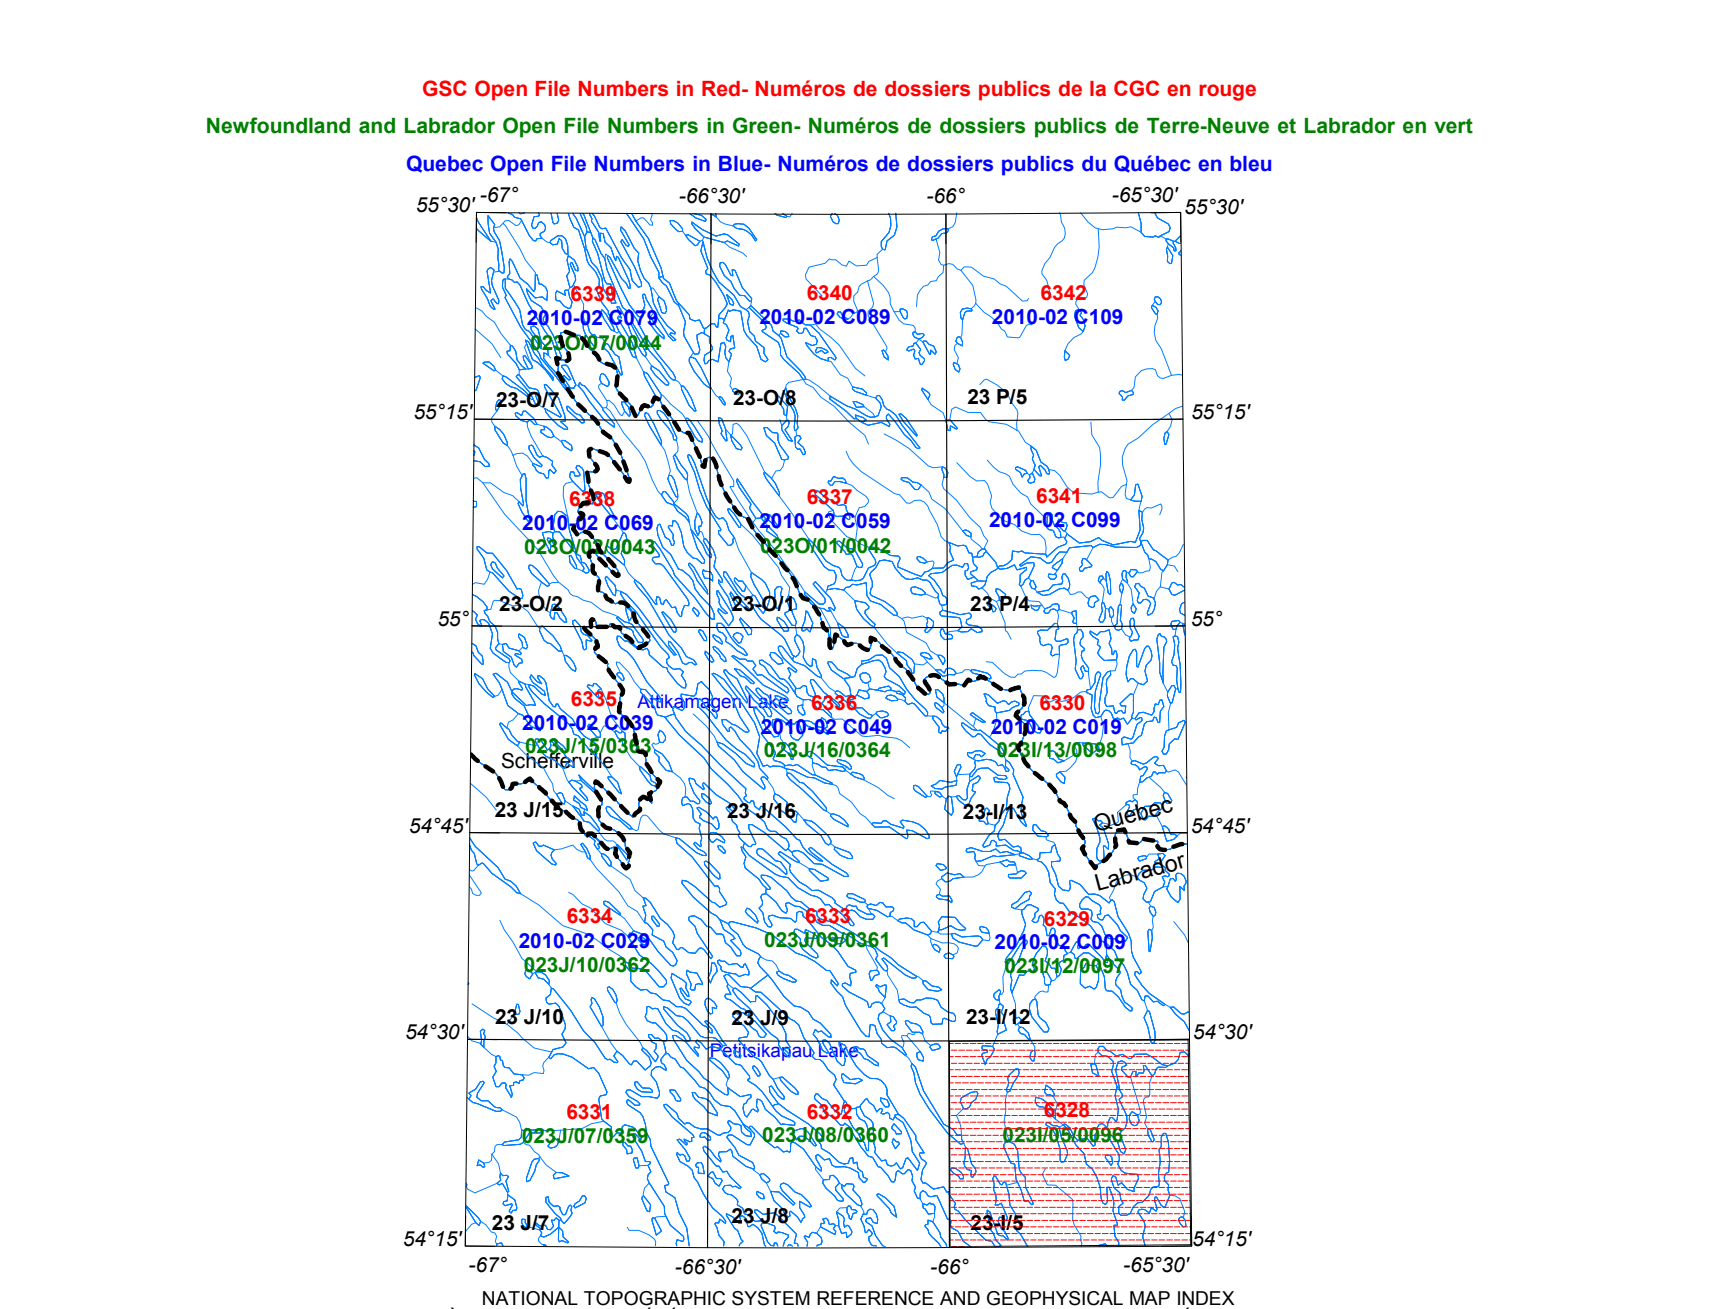 GSC Open File Numbers in Red- Numéros de dossiers publics de la CGC en rouge
Newfoundland and Labrador Open File Numbers in Green- Numéros de dossiers publics de Terre-Neuve et Labrador en vert
Quebec Open File Numbers in Blue- Numéros de dossiers publics du Québec en bleu
-67° -66°30' -66° -65°30'
55°30' 55°30'
6339 6340 6342
2010-02 C079 2010-02 C089 2010-02 C109
023O/07/0044
23-O/7 23-O/8 23 P/5
55°15' 55°15'
6338 6337 6341
2010-02 C069 2010-02 C059 2010-02 C099
023O/02/0043 023O/01/0042
23-O/2 23-O/1 23 P/4
55° 55°
6335 Attikamagen Lake 6336 6330
2010-02 C039 2010-02 C049 2010-02 C019
023J/15/0363 023J/16/0364 023I/13/0098
Schefferville
23 J/15 23 J/16 23-I/13 Québec
54°45' 54°45'
Labrador
6334 6333 6329
2010-02 C029 023J/09/0361 2010-02 C009
023J/10/0362 023I/12/0097
23 J/10 23 J/9 23-I/12
54°30' 54°30'
Petitsikapau Lake
6331 6332 6328
023J/07/0359 023J/08/0360 023I/05/0096
23 J/7 23 J/8 23-I/5
54°15' 54°15'
-67° -66°30' -66° -65°30'
NATIONAL TOPOGRAPHIC SYSTEM REFERENCE AND GEOPHYSICAL MAP INDEX